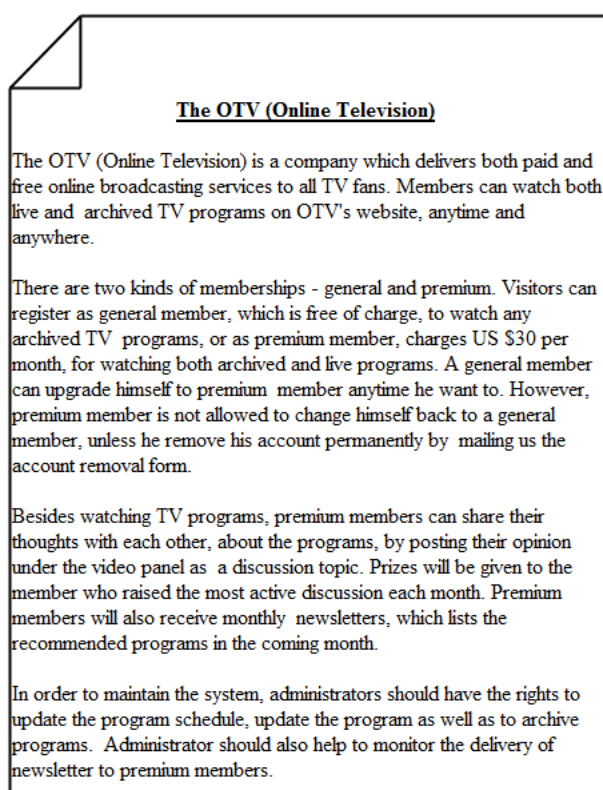 The OTV (Online Television)
The OTV (Online Television) is a company which delivers both paid and
free online broadcasting services to all TV fans. Members can watch both
live and archived TV programs on OTV's website, anytime and
anywhere.
There are two kinds of memberships - general and premium. Visitors can
register as general member, which is free of charge, to watch any
archived TV programs, or as premium member, charges US $30 per
month, for watching both archived and live programs. A general member
can upgrade himself to premium member anytime he want to. However,
premium member is not allowed to change himself back to a general
member, unless he remove his account permanently by mailing us the
account removal form.
Besides watching TV programs, premium members can share their
thoughts with each other, about the programs, by posting their opinion
under the video panel as a discussion topic. Prizes will be given to the
member who raised the most active discussion each month. Premium
members will also receive monthly newsletters, which lists the
recommended programs in the coming month.
In order to maintain the system, administrators should have the rights to
update the program schedule, update the program as well as to archive
programs. Administrator should also help to monitor the delivery of
newsletter to premium members.